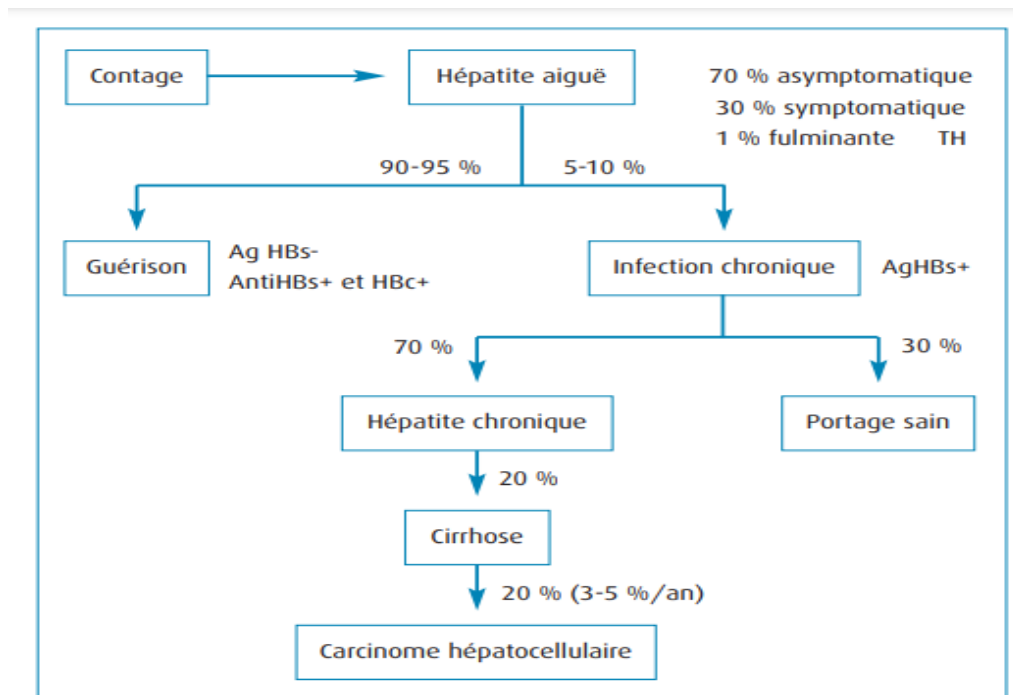 Contage
Hépatite aiguë
70 % asymptomatique
30 % symptomatique
1 % fulminante TH
90-95 %
5-10 %
Guérison
Ag HBs-
AntiHBs+ et HBc+
Infection chronique
AgHBs+
70 %
30 %
Hépatite chronique
Portage sain
20 %
Cirrhose
20 % (3-5 %/an)
Carcinome hépatocellulaire